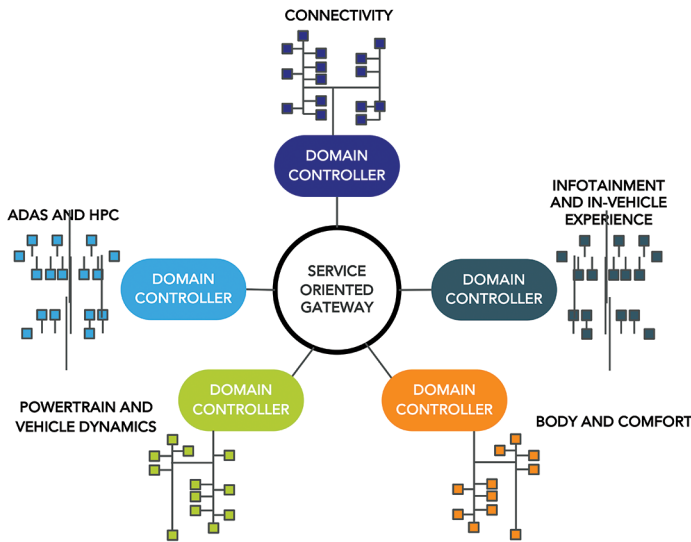 CONNECTIVITY
DOMAIN
CONTROLLER
ADAS AND HPC
INFOTAINMENT
AND IN-VEHICLE
EXPERIENCE
DOMAIN
CONTROLLER
SERVICE
ORIENTED
GATEWAY
DOMAIN
CONTROLLER
POWERTRAIN AND
VEHICLE DYNAMICS
DOMAIN
CONTROLLER
DOMAIN
CONTROLLER
BODY AND COMFORT